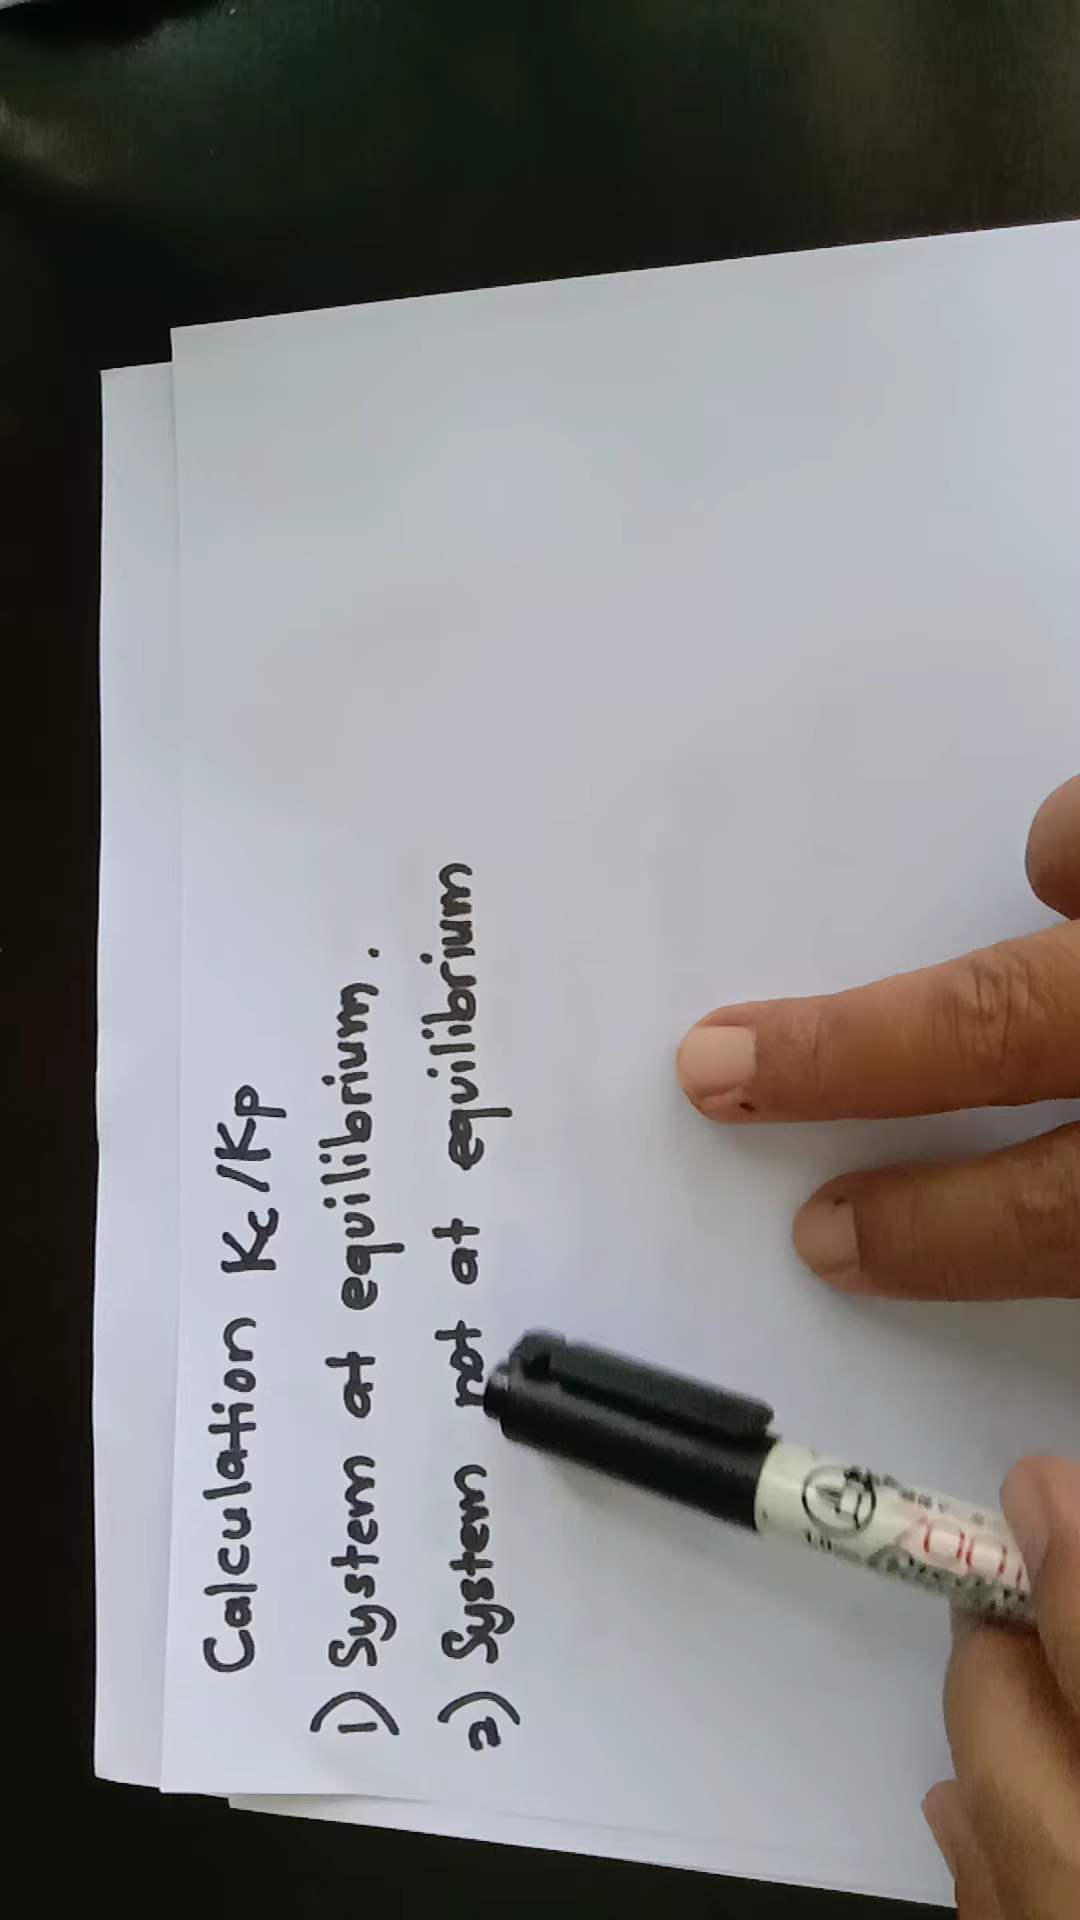 Calculation Kc/Kp
1) System at equilibrium.
2) System not at equilibrium